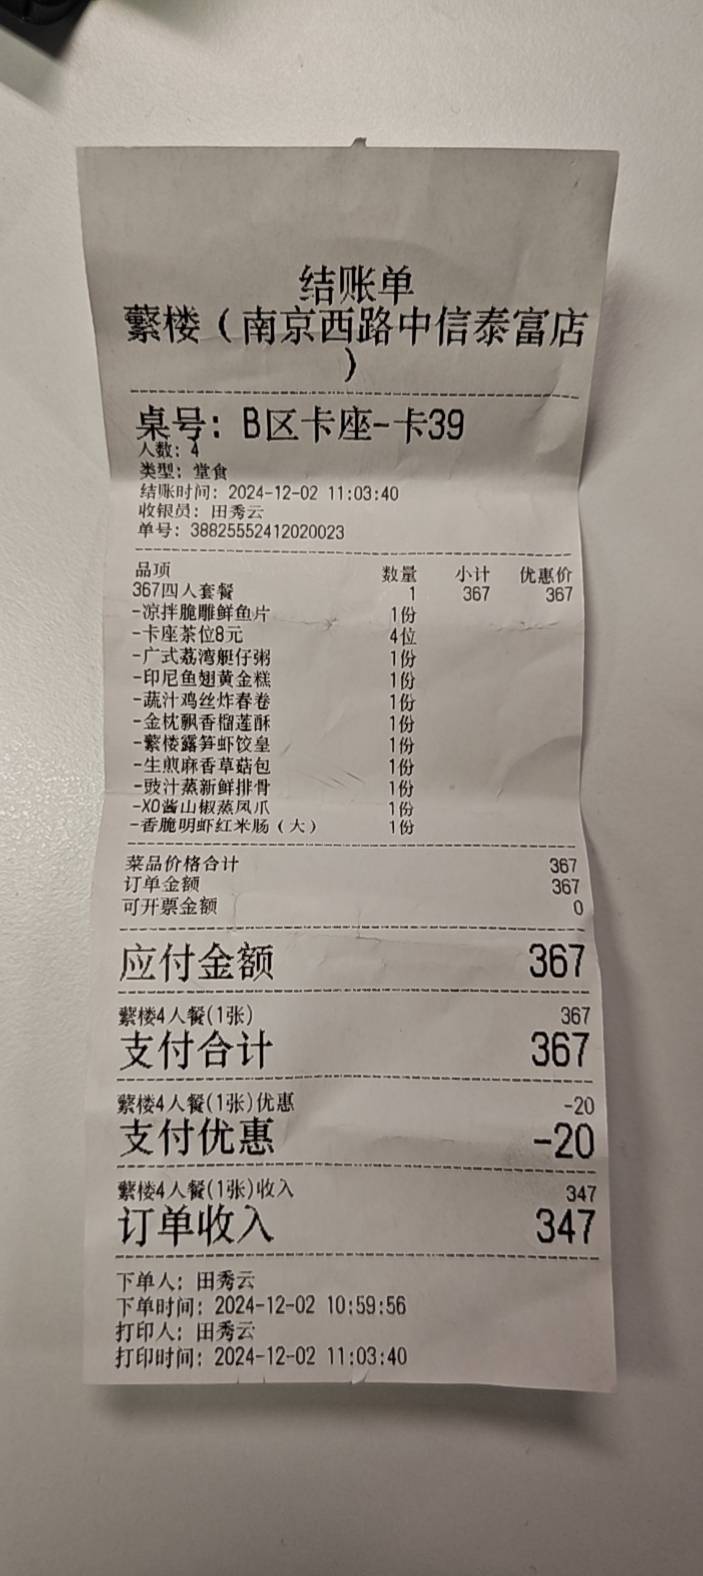 结账单
蘩楼（南京西路中信泰富店
）
桌号: B区卡座-卡39
人数: 4
类型: 堂食
结账时间: 2024-12-02 11:03:40
收银员: 田秀云
单号: 38825552412020023
品项 数量 小计 优惠价
367四人套餐 1 367 367
-凉拌脆雕鲜鱼片 1份
-卡座茶位8元 4位
-广式荔湾艇仔粥 1份
-印尼鱼翅黄金糕 1份
-蔬汁鸡丝炸春卷 1份
-金枕飘香榴莲酥 1份
-蘩楼露笋虾饺皇 1份
-生煎麻香草菇包 1份
-豉汁蒸新鲜排骨 1份
-XO酱山椒蒸凤爪 1份
-香脆明虾红米肠（大） 1份
菜品价格合计 367
订单金额 367
可开票金额 0
应付金额 367
蘩楼4人餐(1张) 367
支付合计 367
蘩楼4人餐(1张)优惠 -20
支付优惠 -20
蘩楼4人餐(1张)收入 347
订单收入 347
下单人: 田秀云
下单时间: 2024-12-02 10:59:56
打印人: 田秀云
打印时间: 2024-12-02 11:03:40